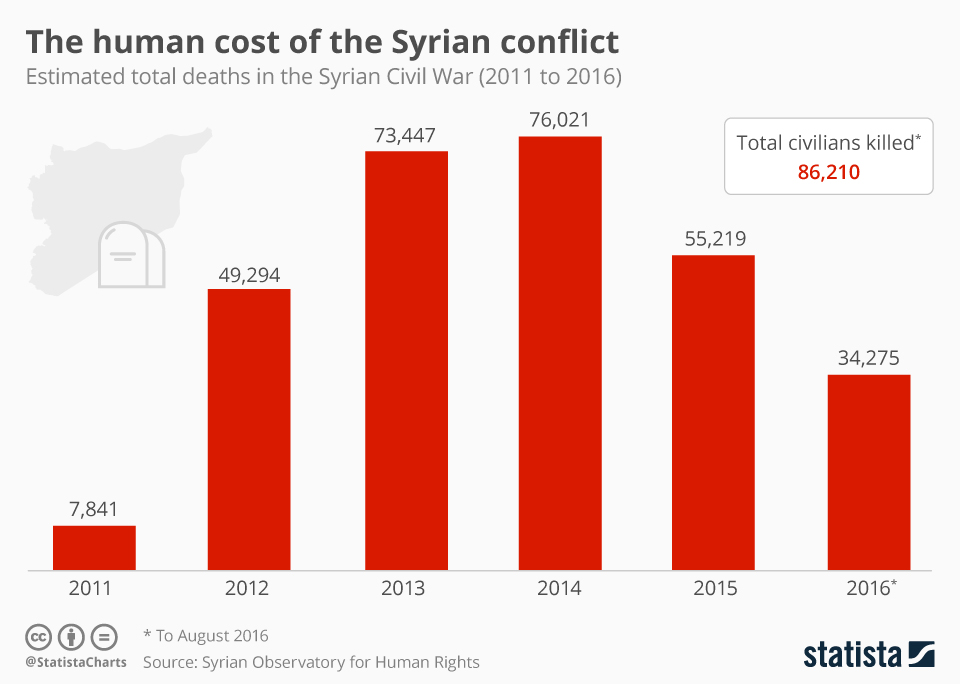 The human cost of the Syrian conflict
Estimated total deaths in the Syrian Civil War (2011 to 2016)
Total civilians killed*
86,210
7,841
49,294
73,447
76,021
55,219
34,275
2011
2012
2013
2014
2015
2016*
cc
@StatistaCharts
* To August 2016
Source: Syrian Observatory for Human Rights
statista